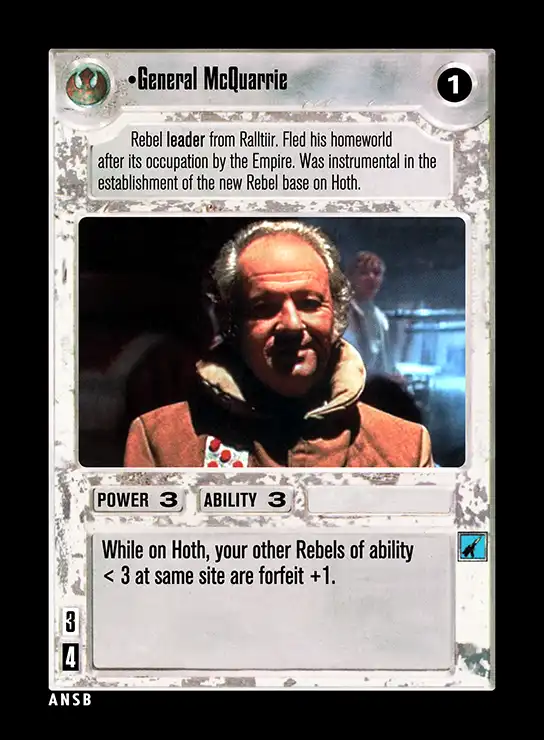 •General McQuarrie
1
Rebel leader from Ralltiir. Fled his homeworld
after its occupation by the Empire. Was instrumental in the
establishment of the new Rebel base on Hoth.
POWER 3 ABILITY 3
While on Hoth, your other Rebels of ability
< 3 at same site are forfeit +1.
3
4
ANSB